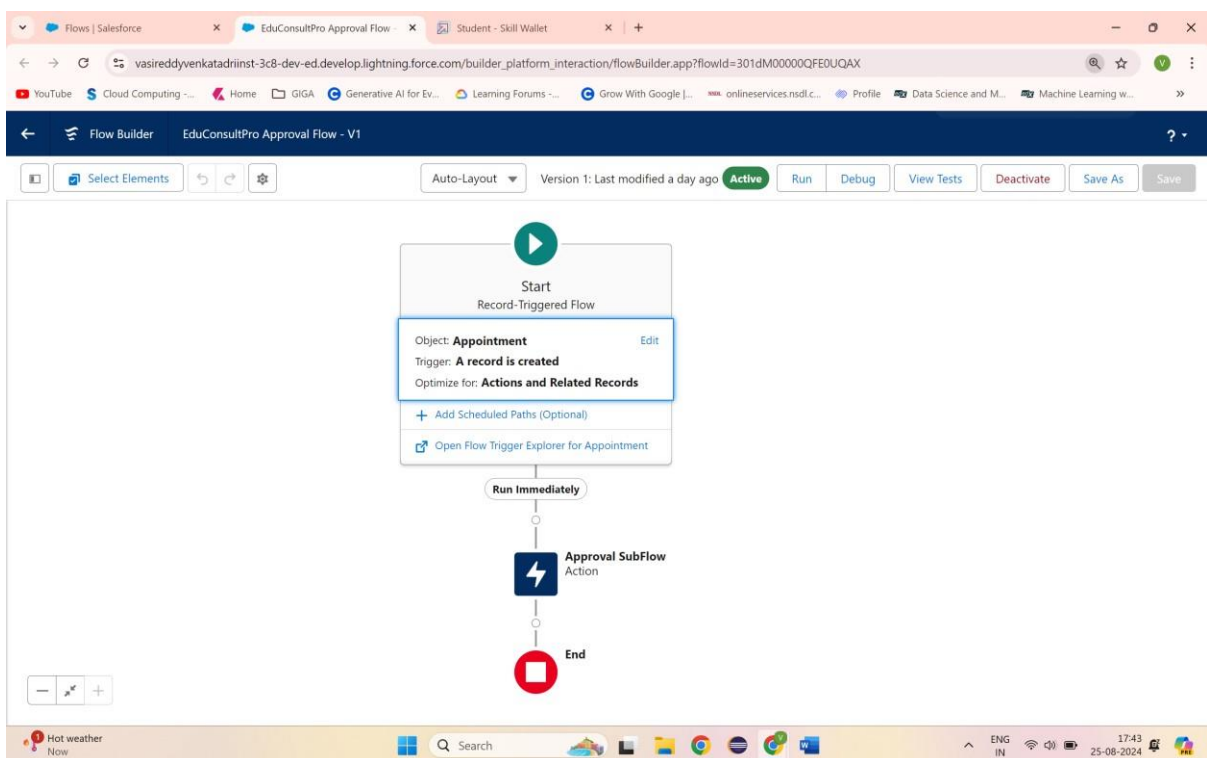 Flows | Salesforce
EduConsultPro Approval Flow -
Student - Skill Wallet
vasireddyvenkatadriinst-3c8-dev-ed.develop.lightning.force.com/builder_platform_interaction/flowBuilder.app?flowId=301dM00000QFE0UQAX
V
YouTube
Cloud Computing -...
Home
GIGA
Generative AI for Ev...
Learning Forums -...
Grow With Google |...
onlineservices.nsdl.c...
Profile
Data Science and M...
Machine Learning w...
Flow Builder
EduConsultPro Approval Flow - V1
?
Select Elements
Auto-Layout
Version 1: Last modified a day ago
Active
Run
Debug
View Tests
Deactivate
Save As
Save
Start
Record-Triggered Flow
Object: Appointment
Edit
Trigger: A record is created
Optimize for: Actions and Related Records
+ Add Scheduled Paths (Optional)
Open Flow Trigger Explorer for Appointment
Run Immediately
Approval SubFlow
Action
End
1
Hot weather
Now
Search
ENG
IN
17:43
25-08-2024